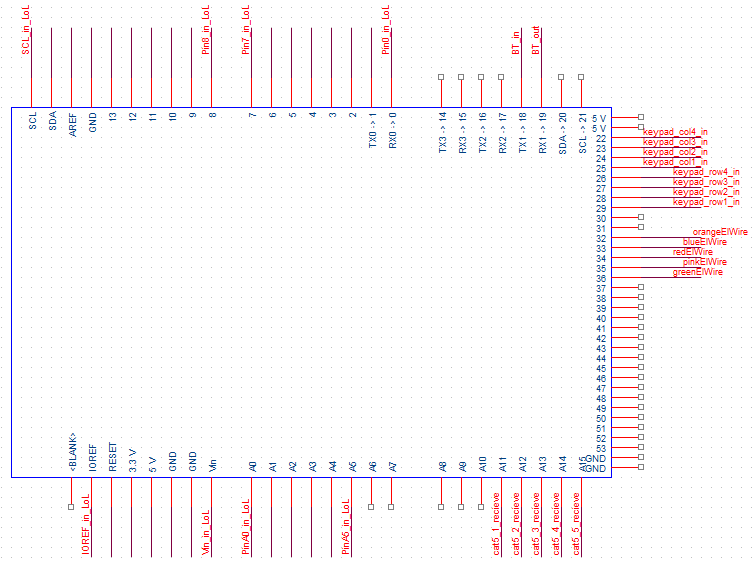 SCL_in_LoL
Pin8_in_LoL
Pin7_in_LoL
Pin0_in_LoL
BT_in
BT_out
SCL
SDA
AREF
GND
13
12
11
10
9
8
7
6
5
4
3
2
TX0 -> 1
RX0 -> 0
TX3 -> 14
RX3 -> 15
TX2 -> 16
RX2 -> 17
TX1 -> 18
RX1 -> 19
SDA -> 20
SCL -> 21
5 V
5 V
22 keypad_col4_in
23 keypad_col3_in
24 keypad_col2_in
25 keypad_col1_in
26 keypad_row4_in
27 keypad_row3_in
28 keypad_row2_in
29 keypad_row1_in
30
31
32 orangeElWire
33 blueElWire
34 redElWire
35 pinkElWire
36 greenElWire
37
38
39
40
41
42
43
44
45
46
47
48
49
50
51
52
53
GND
GND
<BLANK>
IOREF
RESET
3.3 V
5 V
GND
GND
Vin
A0
A1
A2
A3
A4
A5
A6
A7
A8
A9
A10
A11
A12
A13
A14
A15
IOREF_in_LoL
Vin_in_LoL
PinA0_in_LoL
PinA5_in_LoL
cat5_1_recieve
cat5_2_recieve
cat5_3_recieve
cat5_4_recieve
cat5_5_recieve